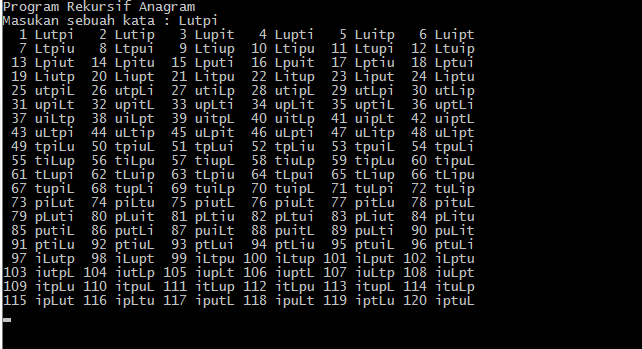 Program Rekursif Anagram
Masukan sebuah kata : Lutpi
1 Lutpi 2 Lutip 3 Lupit 4 Lupti 5 Luitp 6 Luipt
7 Ltpiu 8 Ltpui 9 Ltiup 10 Ltipu 11 Ltupi 12 Ltuip
13 Lpiut 14 Lpitu 15 Lputi 16 Lpuit 17 Lptiu 18 Lptui
19 Liutp 20 Liupt 21 Litpu 22 Litup 23 Liput 24 Liptu
25 utpiL 26 utpLi 27 utiLp 28 utipL 29 utLpi 30 utLip
31 upiLt 32 upitL 33 upLti 34 upLit 35 uptiL 36 uptLi
37 uiLtp 38 uiLpt 39 uitpL 40 uitLp 41 uipLt 42 uiptL
43 uLtpi 44 uLtip 45 uLpit 46 uLpti 47 uLitp 48 uLipt
49 tpiLu 50 tpiuL 51 tpLui 52 tpLiu 53 tpuiL 54 tpuLi
55 tiLup 56 tiLpu 57 tiupL 58 tiuLp 59 tipLu 60 tipuL
61 tLupi 62 tLuip 63 tLpiu 64 tLpui 65 tLiup 66 tLipu
67 tupiL 68 tupLi 69 tuiLp 70 tuipL 71 tuLpi 72 tuLip
73 piLut 74 piLtu 75 piutL 76 piuLt 77 pitLu 78 pituL
79 pLuti 80 pLuit 81 pLtiu 82 pLtui 83 pLiut 84 pLitu
85 putiL 86 putLi 87 puiLt 88 puitL 89 puLti 90 puLit
91 ptiLu 92 ptiuL 93 ptLui 94 ptLiu 95 ptuiL 96 ptuLi
97 iLutp 98 iLupt 99 iLtpu 100 iLtup 101 iLput 102 iLptu
103 iutpL 104 iutLp 105 iupLt 106 iuptL 107 iuLtp 108 iuLpt
109 itpLu 110 itpuL 111 itLup 112 itLpu 113 itupL 114 ituLp
115 ipLut 116 ipLtu 117 iputL 118 ipuLt 119 iptLu 120 iptuL